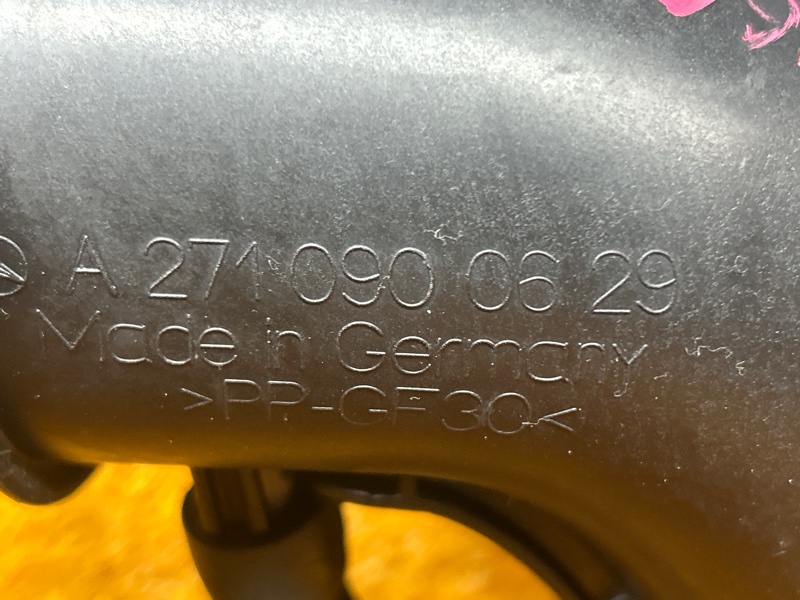 A 271 090 06 29
Made in Germany
>PP-GF30<